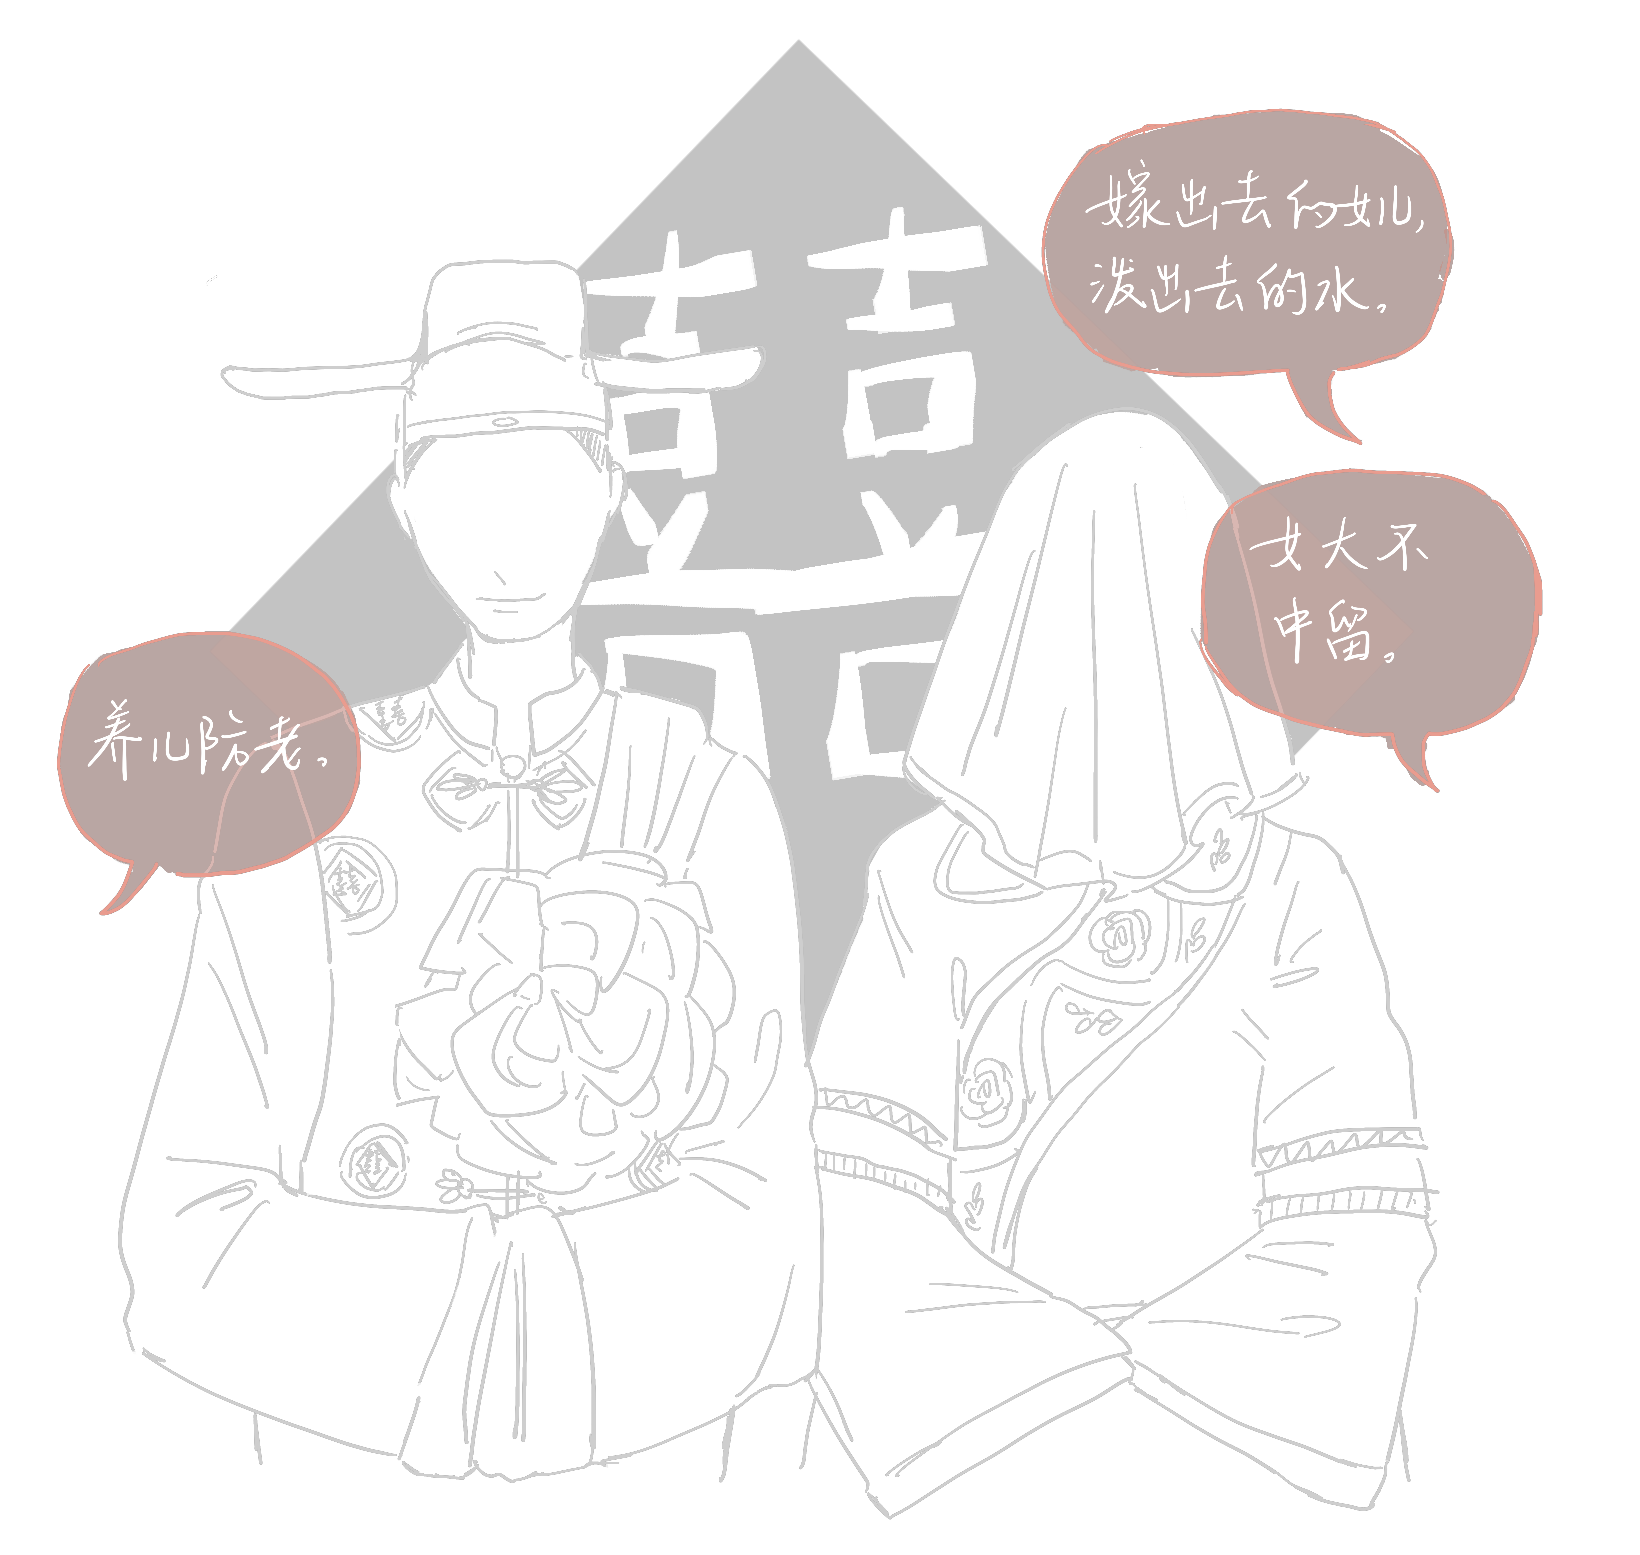 囍
嫁出去的女儿,
泼出去的水。
女大不
中留。
养儿防老。